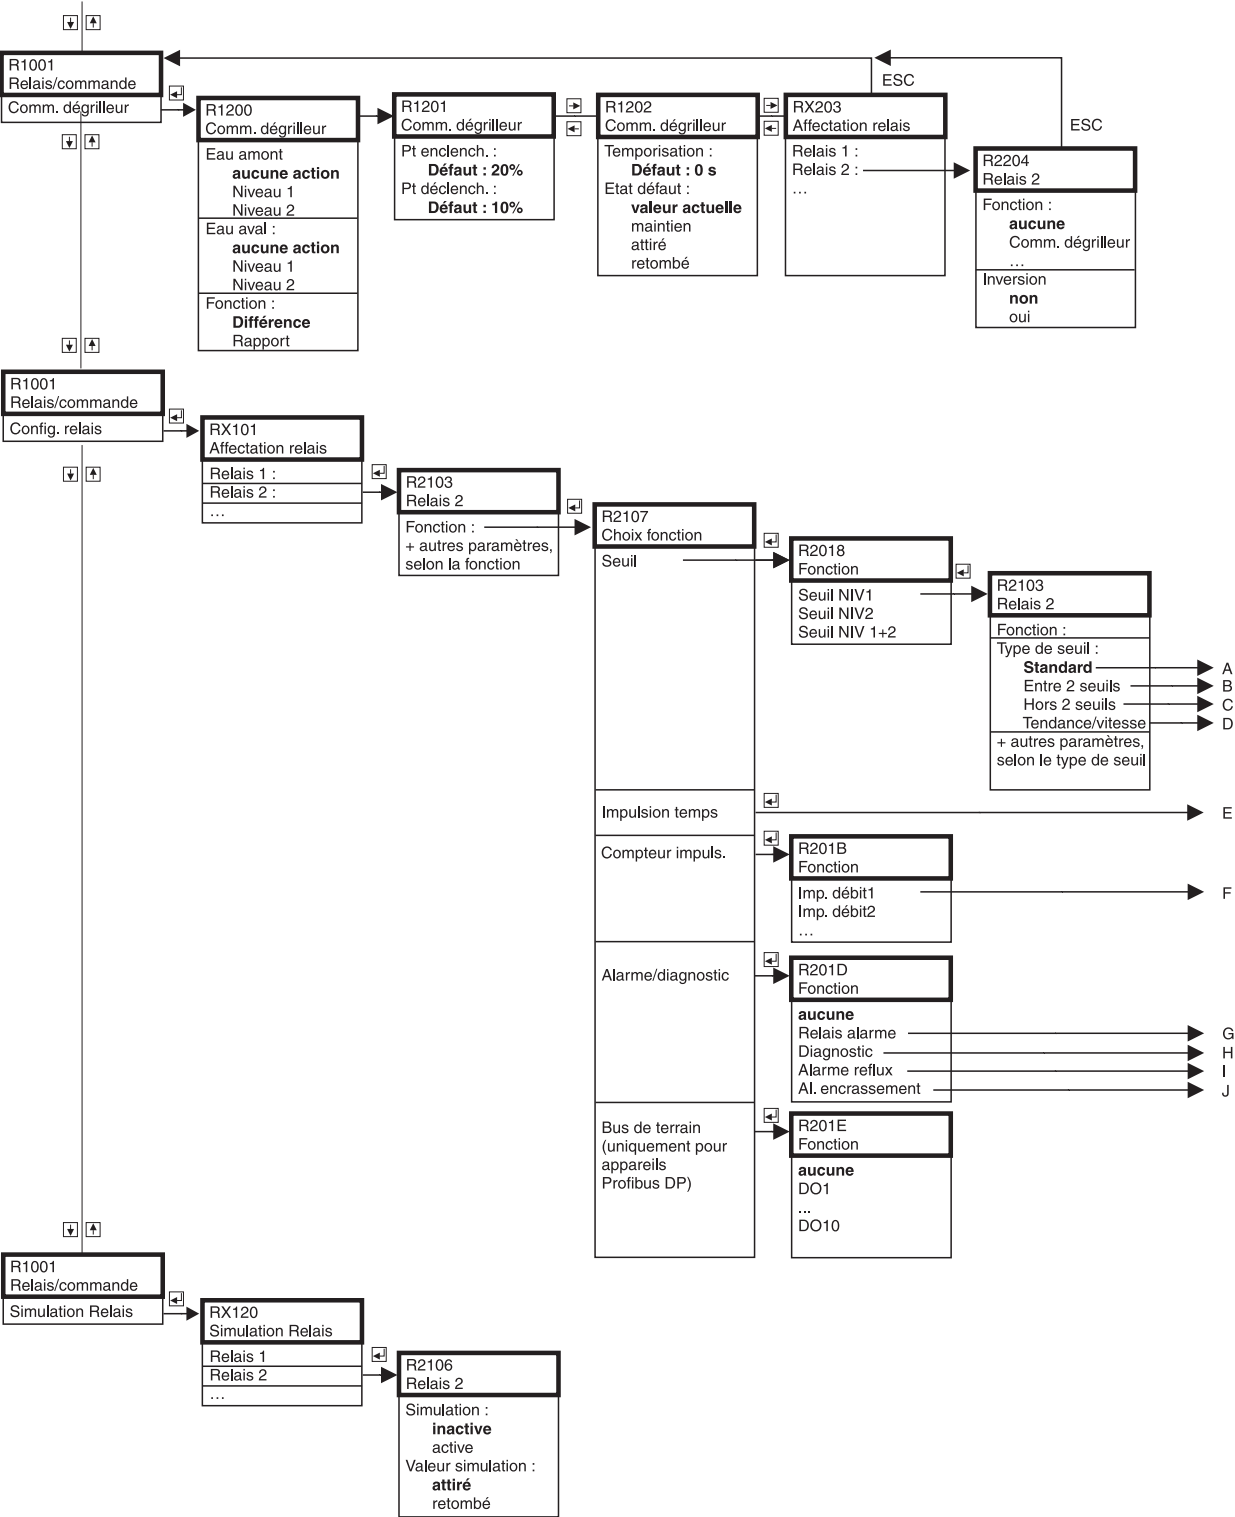 R1001
Relais/commande
Comm. dégrilleur
R1200
Comm. dégrilleur
Eau amont
aucune action
Niveau 1
Niveau 2
Eau aval :
aucune action
Niveau 1
Niveau 2
Fonction :
Différence
Rapport
R1201
Comm. dégrilleur
Pt enclench. :
Défaut : 20%
Pt déclench. :
Défaut : 10%
R1202
Comm. dégrilleur
Temporisation :
Défaut : 0 s
Etat défaut :
valeur actuelle
maintien
attiré
retombé
RX203
Affectation relais
Relais 1 :
Relais 2 :
...
ESC
ESC
R2204
Relais 2
Fonction :
aucune
Comm. dégrilleur
...
Inversion
non
oui
R1001
Relais/commande
Config. relais
RX101
Affectation relais
Relais 1 :
Relais 2 :
...
R2103
Relais 2
Fonction :
+ autres paramètres,
selon la fonction
R2107
Choix fonction
Seuil
R2018
Fonction
Seuil NIV1
Seuil NIV2
Seuil NIV 1+2
R2103
Relais 2
Fonction :
Type de seuil :
Standard
A
Entre 2 seuils
B
Hors 2 seuils
C
Tendance/vitesse
D
+ autres paramètres,
selon le type de seuil
Impulsion temps
E
Compteur impuls.
R201B
Fonction
Imp. débit1
F
Imp. débit2
...
Alarme/diagnostic
R201D
Fonction
aucune
Relais alarme
G
Diagnostic
H
Alarme reflux
I
Al. encrassement
J
Bus de terrain
(uniquement pour
appareils
Profibus DP)
R201E
Fonction
aucune
DO1
...
DO10
R1001
Relais/commande
Simulation Relais
RX120
Simulation Relais
Relais 1
Relais 2
...
R2106
Relais 2
Simulation :
inactive
active
Valeur simulation :
attiré
retombé